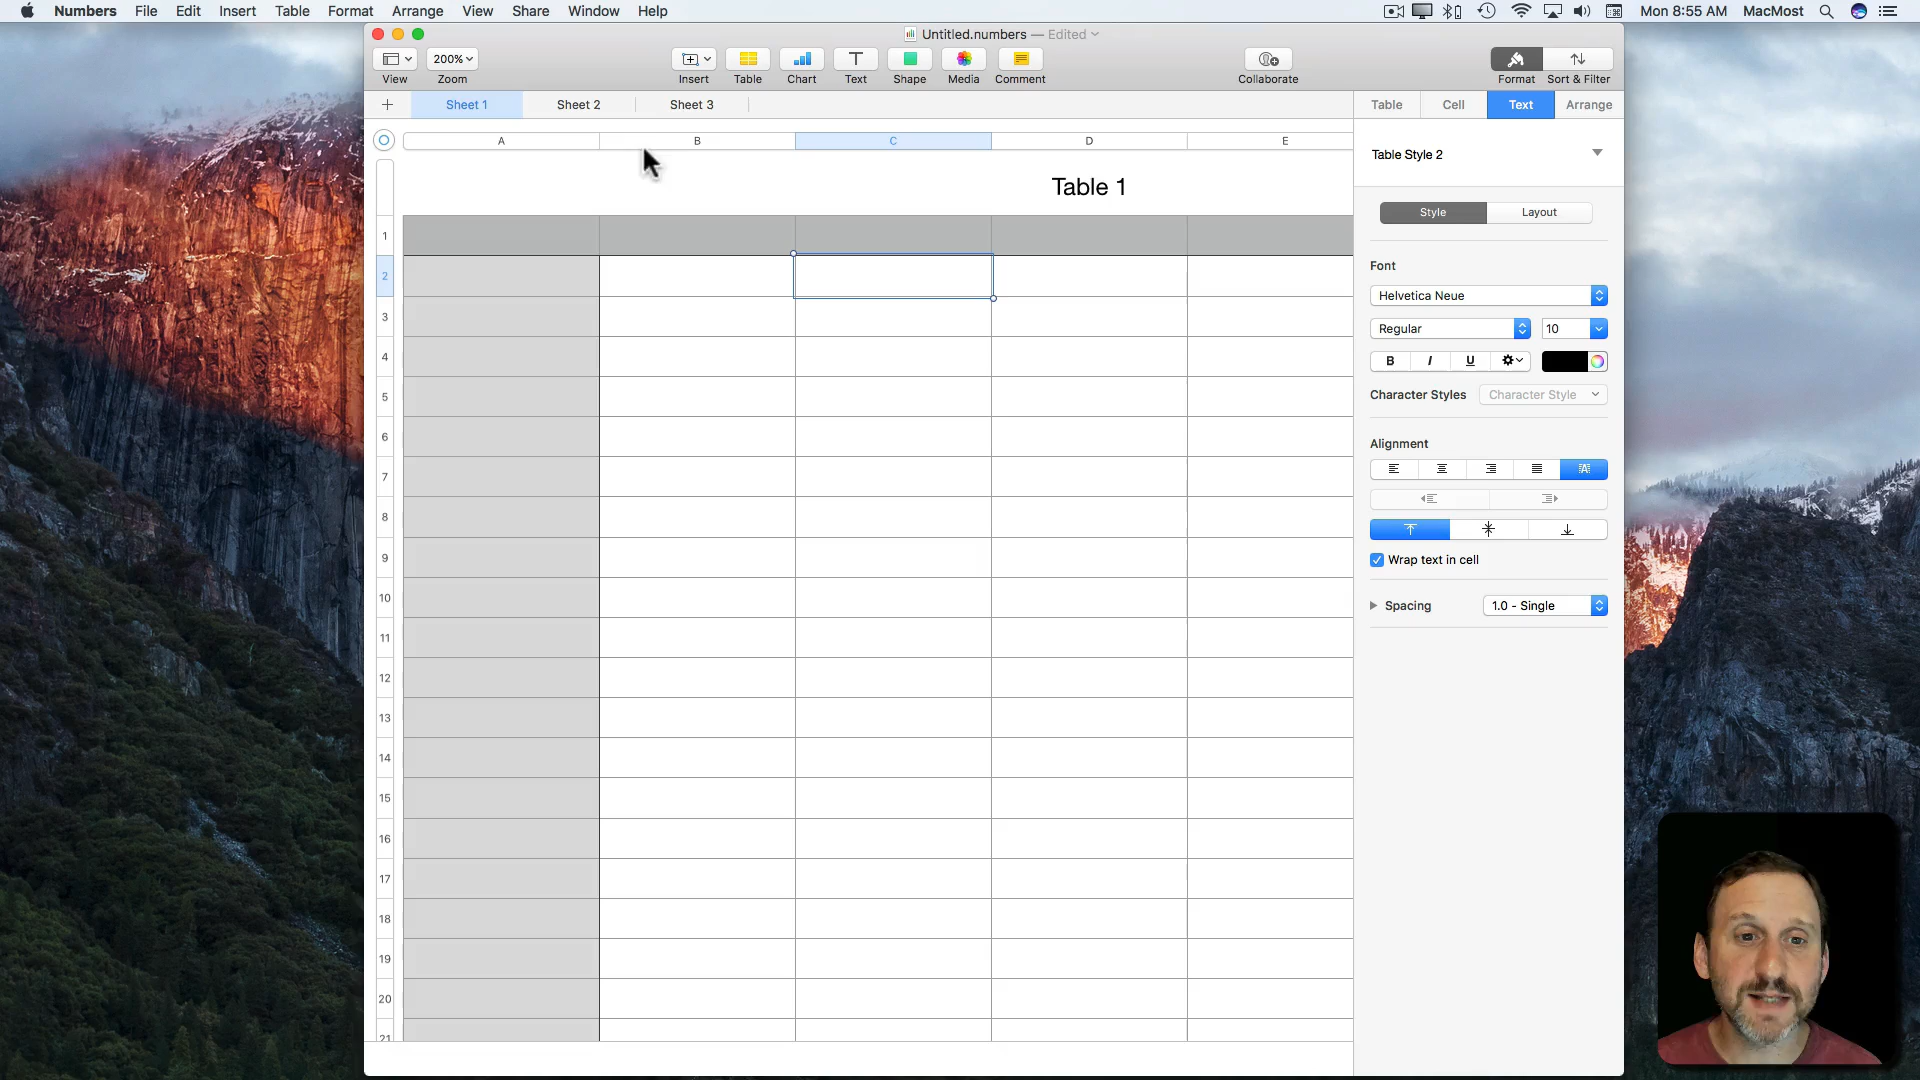 Numbers File Edit Insert Table Format Arrange View Share Window Help Mon 8:55 AM MacMost
Untitled.numbers — Edited
200%
View Zoom Insert Table Chart Text Shape Media Comment Collaborate Format Sort & Filter
Sheet 1 Sheet 2 Sheet 3
Table Cell Text Arrange
A B C D E
Table 1
1
2
3
4
5
6
7
8
9
10
11
12
13
14
15
16
17
18
19
20
21
Table Style 2
Style Layout
Font
Helvetica Neue
Regular 10
B I U
Character Styles Character Style
Alignment
Wrap text in cell
Spacing 1.0 - Single